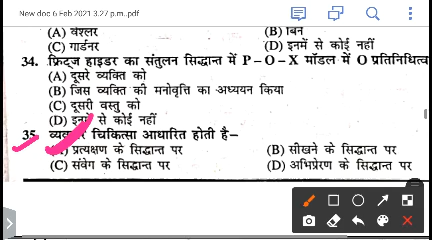 New doc 6 Feb 2021 3.27 p.m..pdf
(A) वेश्लर (B) बिने
(C) गार्डनर (D) इनमें से कोई नहीं
34. फ्रिट्ज हाइडर का संतुलन सिद्धान्त में P – O – X मॉडल में O प्रतिनिधित्व
(A) दूसरे व्यक्ति को
(B) जिस व्यक्ति की मनोवृत्ति का अध्ययन किया
(C) दूसरी वस्तु को
(D) इनमें से कोई नहीं
35. चिकित्सा आधारित होती है–
प्रत्यक्षण के सिद्धान्त पर (B) सीखने के सिद्धान्त पर
(C) संवेग के सिद्धान्त पर (D) अभिप्रेरण के सिद्धान्त पर